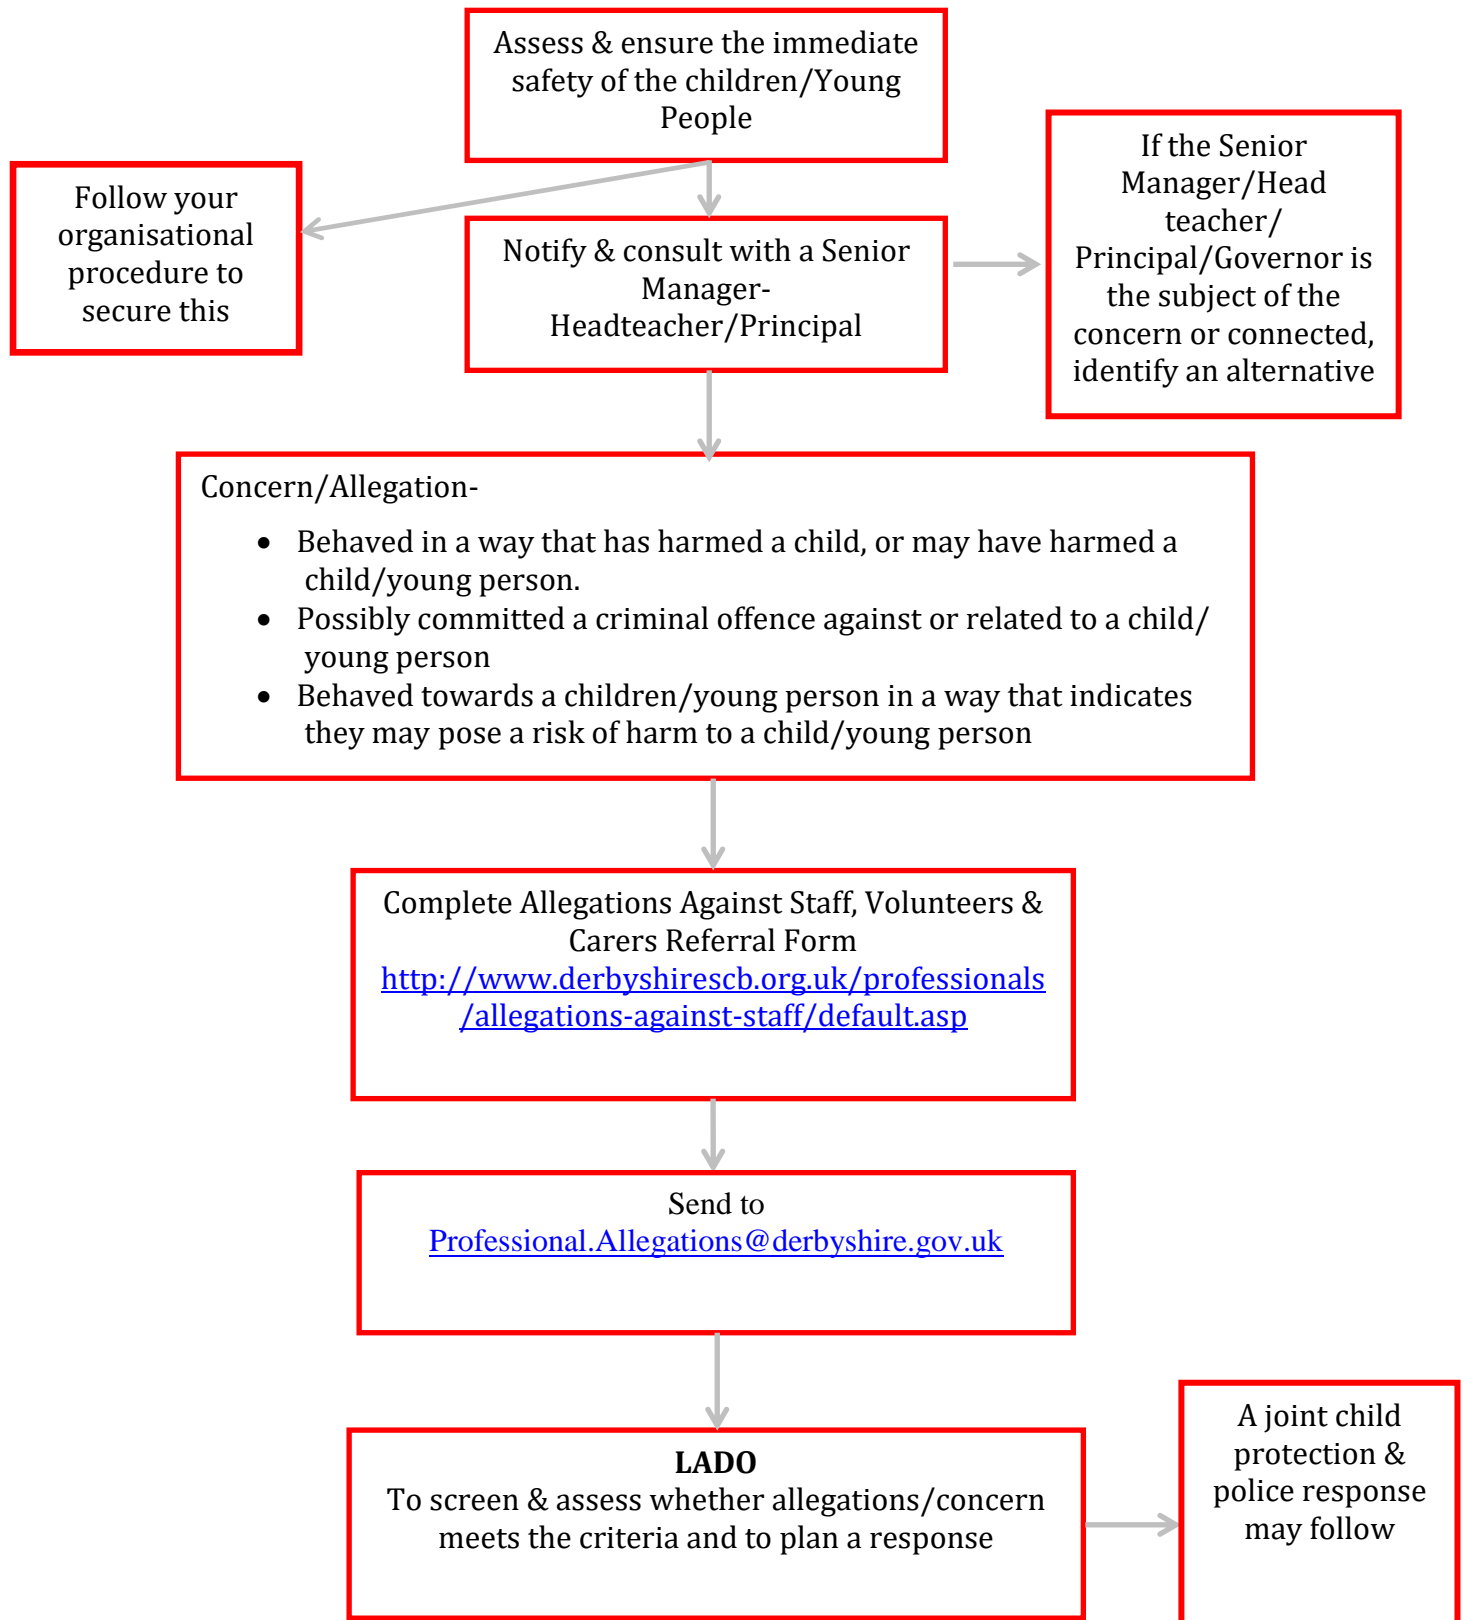 Assess & ensure the immediate
safety of the children/Young
People
Follow your
organisational
procedure to
secure this
Notify & consult with a Senior
Manager-
Headteacher/Principal
If the Senior
Manager/Head
teacher/
Principal/Governor is
the subject of the
concern or connected,
identify an alternative
Concern/Allegation-
• Behaved in a way that has harmed a child, or may have harmed a
child/young person.
• Possibly committed a criminal offence against or related to a child/
young person
• Behaved towards a children/young person in a way that indicates
they may pose a risk of harm to a child/young person
Complete Allegations Against Staff, Volunteers &
Carers Referral Form
http://www.derbyshirescb.org.uk/professionals
/allegations-against-staff/default.asp
Send to
Professional.Allegations@derbyshire.gov.uk
LADO
To screen & assess whether allegations/concern
meets the criteria and to plan a response
A joint child
protection &
police response
may follow